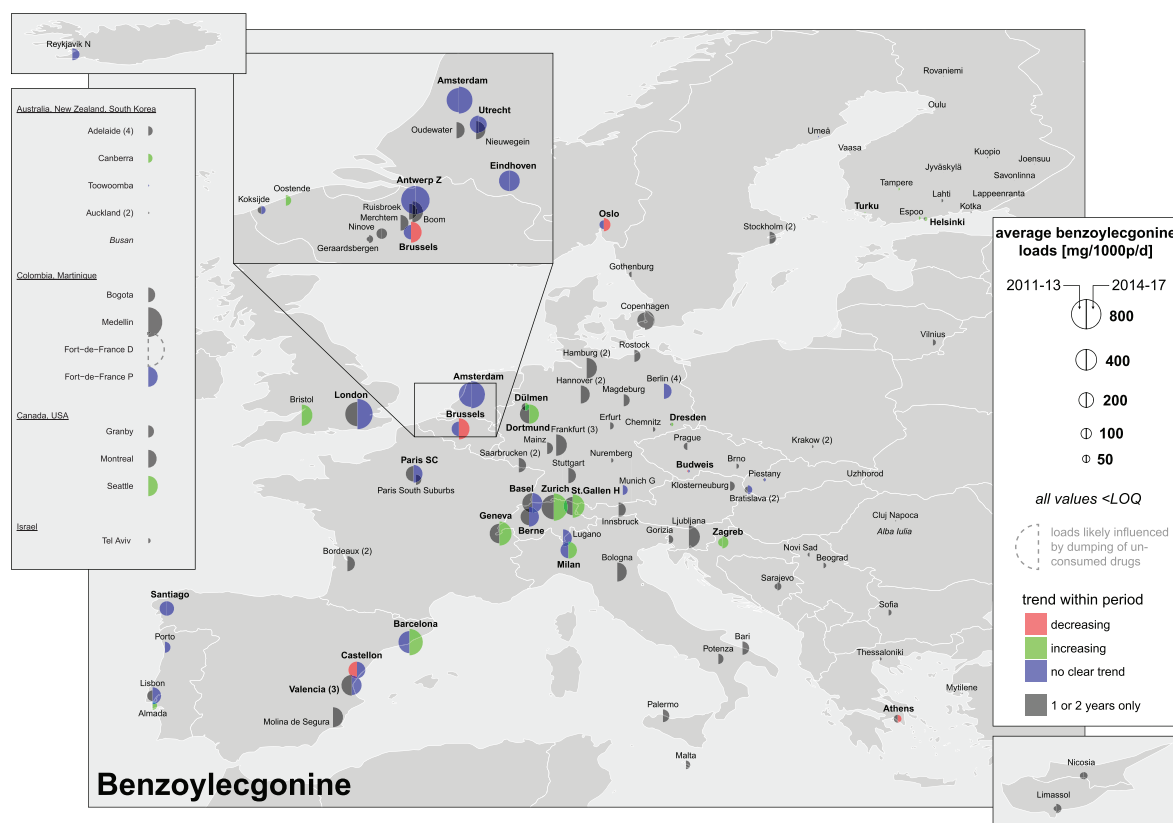 Reykjavik N
Australia, New Zealand, South Korea
Adelaide (4)
Canberra
Toowoomba
Auckland (2)
Busan
Colombia, Martinique
Bogota
Medellin
Fort−de−France D
Fort−de−France P
Canada, USA
Granby
Montreal
Seattle
Israel
Tel Aviv
Amsterdam
Utrecht
Oudewater
Nieuwegein
Eindhoven
Antwerp Z
Oostende
Koksijde
Ruisbroek
Merchtem
Boom
Ninove
Geraardsbergen
Brussels
Rovaniemi
Oulu
Umeå
Vaasa
Kuopio
Joensuu
Jyväskylä
Savonlinna
Tampere
Lahti
Lappeenranta
Turku
Espoo
Kotka
Helsinki
Oslo
Stockholm (2)
Gothenburg
Copenhagen
Vilnius
Rostock
Hamburg (2)
Hannover (2)
Berlin (4)
Magdeburg
Amsterdam
Brussels
Bristol
London
Dülmen
Dortmund
Erfurt
Chemnitz
Dresden
Frankfurt (3)
Mainz
Saarbrucken (2)
Nuremberg
Prague
Krakow (2)
Brno
Budweis
Piestany
Uzhhorod
Stuttgart
Munich G
Klosterneuburg
Bratislava (2)
Paris SC
Paris South Suburbs
Basel
Zurich
St.Gallen H
Geneva
Berne
Innsbruck
Cluj Napoca
Alba Iulia
Lugano
Gorizia
Ljubljana
Zagreb
Milan
Bologna
Novi Sad
Beograd
Bordeaux (2)
Sarajevo
Santiago
Sofia
Porto
Barcelona
Bari
Potenza
Thessaloniki
Castellon
Lisbon
Valencia (3)
Mytilene
Almada
Molina de Segura
Palermo
Athens
Malta
Benzoylecgonine
average benzoylecgonine
loads [mg/1000p/d]
2011-13
2014-17
800
400
200
100
50
all values <LOQ
loads likely influenced
by dumping of un-
consumed drugs
trend within period
decreasing
increasing
no clear trend
1 or 2 years only
Nicosia
Limassol